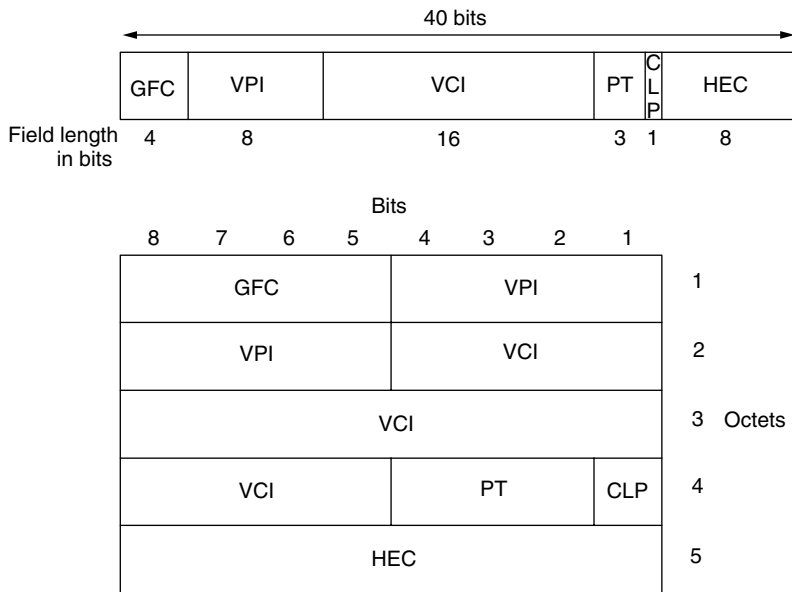 40 bits
GFC VPI VCI PT CLP HEC
Field length in bits 4 8 16 3 1 8
Bits
8 7 6 5 4 3 2 1
GFC VPI 1
VPI VCI 2
VCI 3 Octets
VCI PT CLP 4
HEC 5